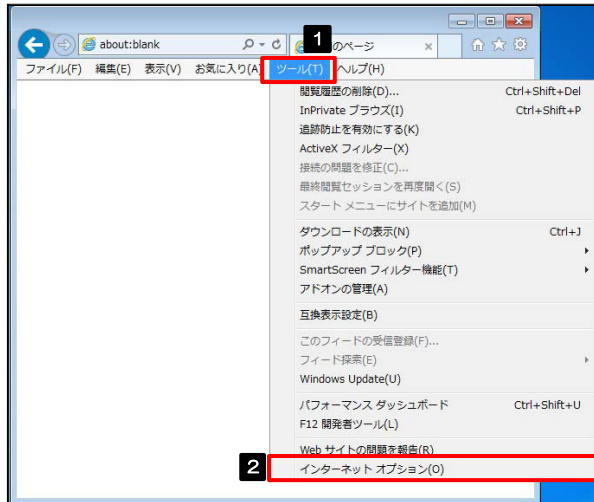 1
about:blank
のページ
ファイル(F) 編集(E) 表示(V) お気に入り(A) ツール(T) ヘルプ(H)
閲覧履歴の削除(D)... Ctrl+Shift+Del
InPrivate ブラウズ(I) Ctrl+Shift+P
追跡防止を有効にする(K)
ActiveX フィルター(X)
接続の問題を修正(C)...
最終閲覧セッションを再度開く(S)
スタート メニューにサイトを追加(M)
ダウンロードの表示(N) Ctrl+J
ポップアップ ブロック(P)
SmartScreen フィルター機能(T)
アドオンの管理(A)
互換表示設定(B)
このフィードの受信登録(F)...
フィード探索(E)
Windows Update(U)
パフォーマンス ダッシュボード Ctrl+Shift+U
F12 開発者ツール(L)
Web サイトの問題を報告(R)
2 インターネット オプション(O)